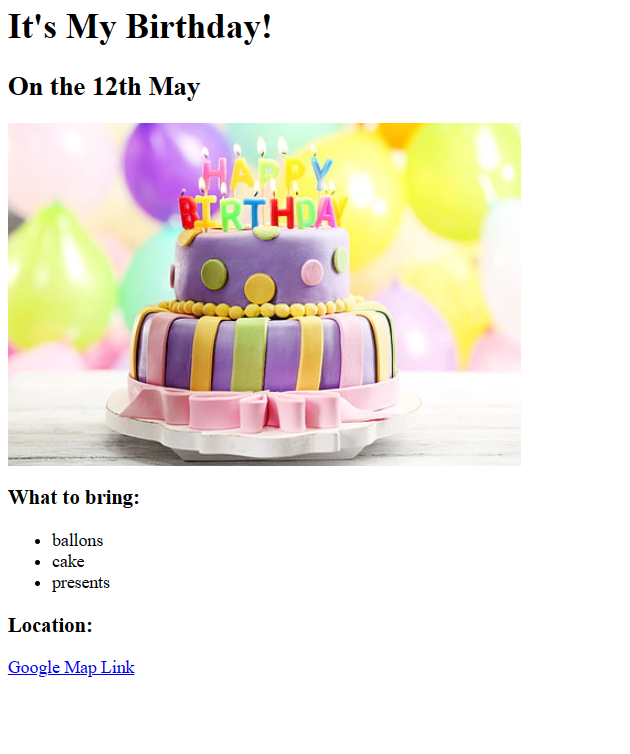 It's My Birthday!
On the 12th May
HAPPY
BIRTHDAY
What to bring:
ballons
cake
presents
Location:
Google Map Link